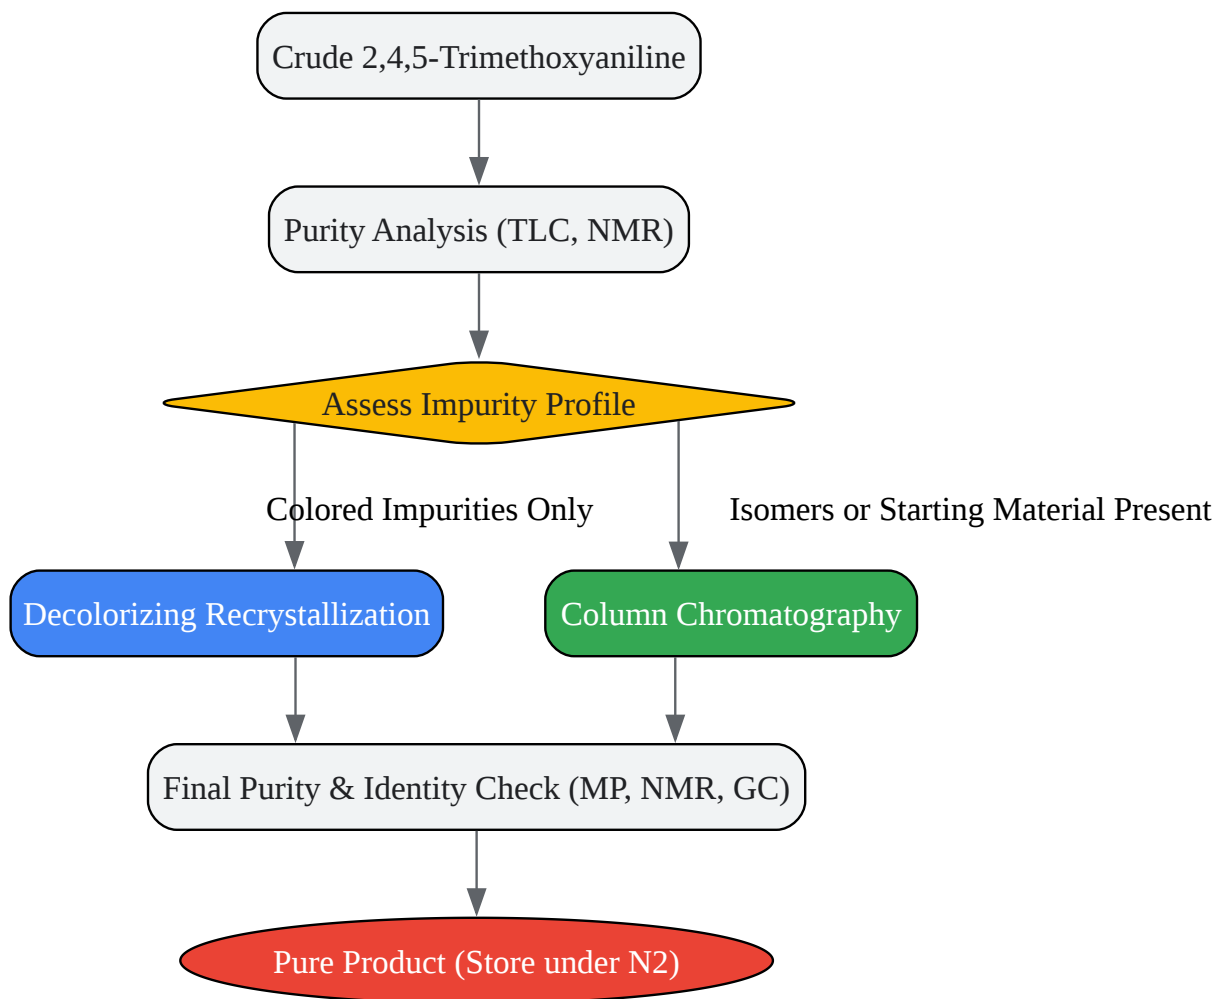 Crude 2,4,5-Trimethoxyaniline
Purity Analysis (TLC, NMR)
Assess Impurity Profile
Colored Impurities Only
Isomers or Starting Material Present
Decolorizing Recrystallization
Column Chromatography
Final Purity & Identity Check (MP, NMR, GC)
Pure Product (Store under N2)